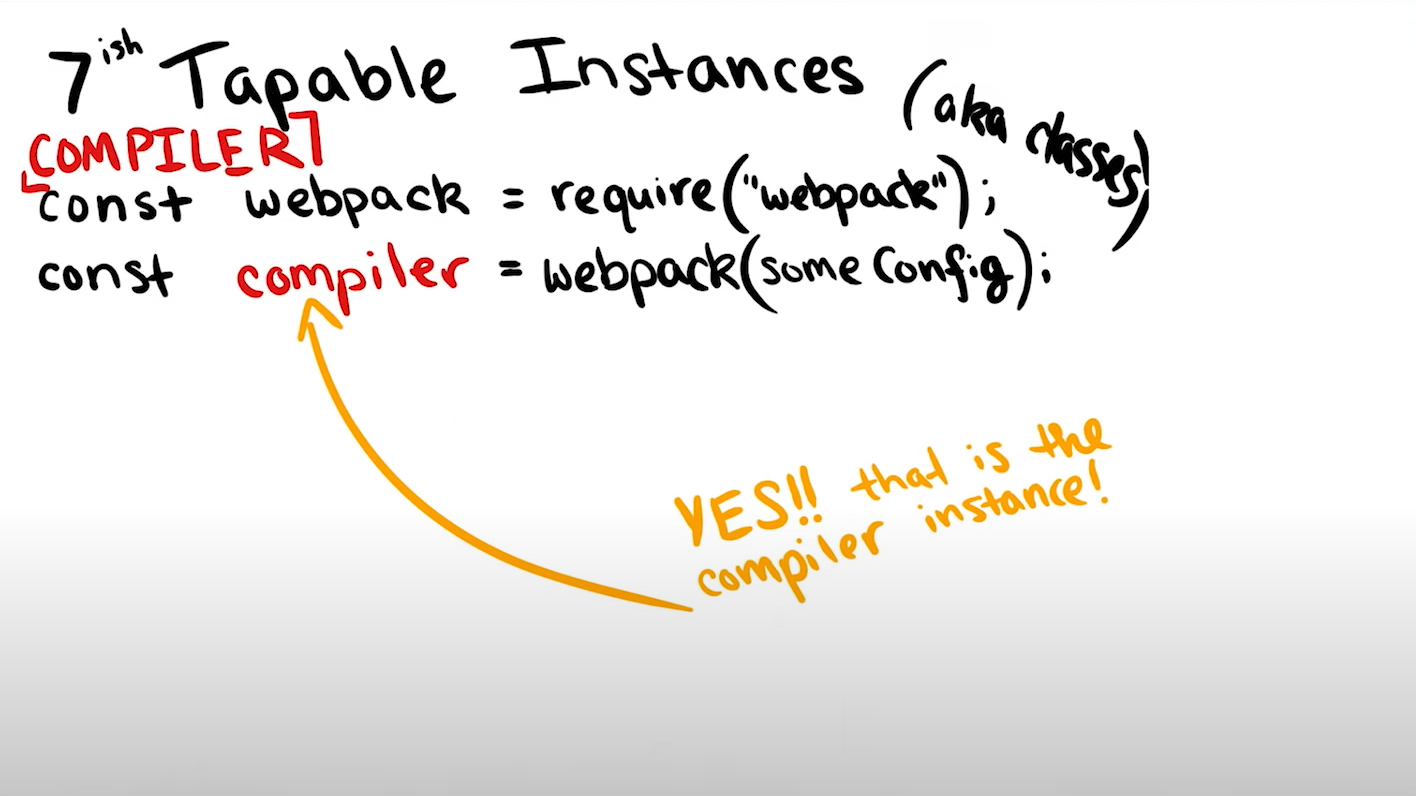 7ish Tapable Instances (aka classes!)
COMPILER
const webpack = require("webpack");
const compiler = webpack(someConfig);
YES!! that is the
compiler instance!